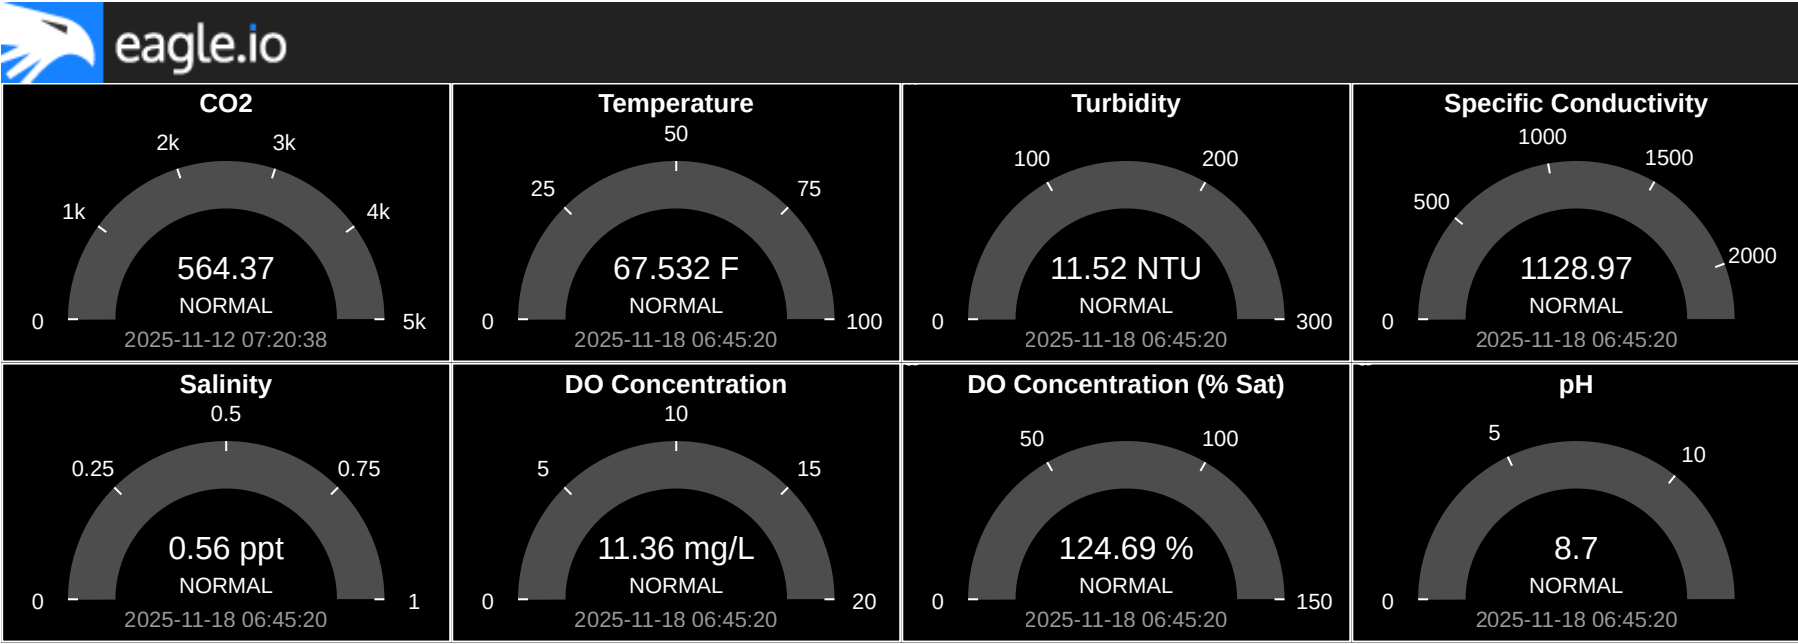 eagle.io
CO2
2k
3k
1k
4k
564.37
NORMAL
0
5k
2025-11-12 07:20:38
Temperature
50
25
75
67.532 F
NORMAL
0
100
2025-11-18 06:45:20
Turbidity
100
200
11.52 NTU
NORMAL
0
300
2025-11-18 06:45:20
Specific Conductivity
1000
1500
500
2000
1128.97
NORMAL
0
2025-11-18 06:45:20
Salinity
0.5
0.25
0.75
0.56 ppt
NORMAL
0
1
2025-11-18 06:45:20
DO Concentration
10
5
15
11.36 mg/L
NORMAL
0
20
2025-11-18 06:45:20
DO Concentration (% Sat)
50
100
124.69 %
NORMAL
0
150
2025-11-18 06:45:20
pH
5
10
8.7
NORMAL
0
2025-11-18 06:45:20